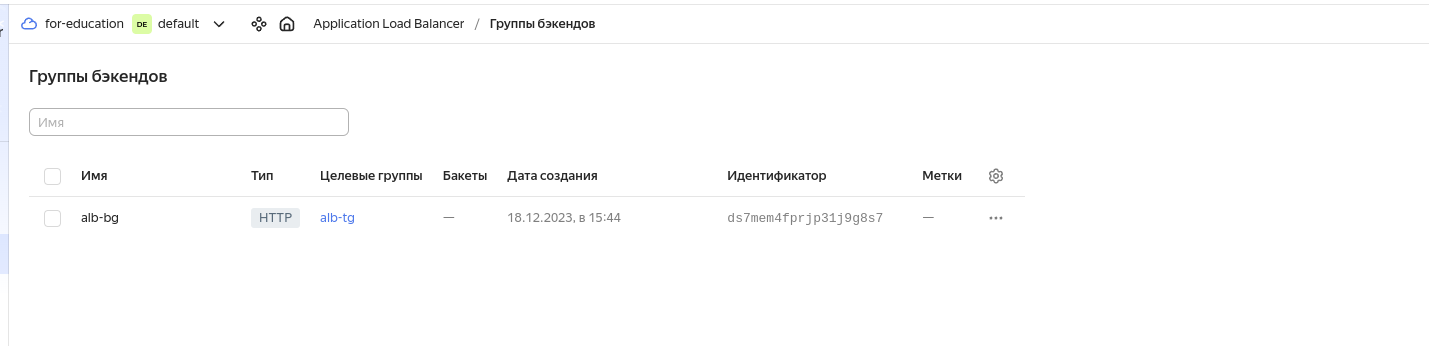 for-education DE default Application Load Balancer / Группы бэкендов
Группы бэкендов
Имя
Имя Тип Целевые группы Бакеты Дата создания Идентификатор Метки
alb-bg HTTP alb-tg — 18.12.2023, в 15:44 ds7mem4fprjp31j9g8s7 —